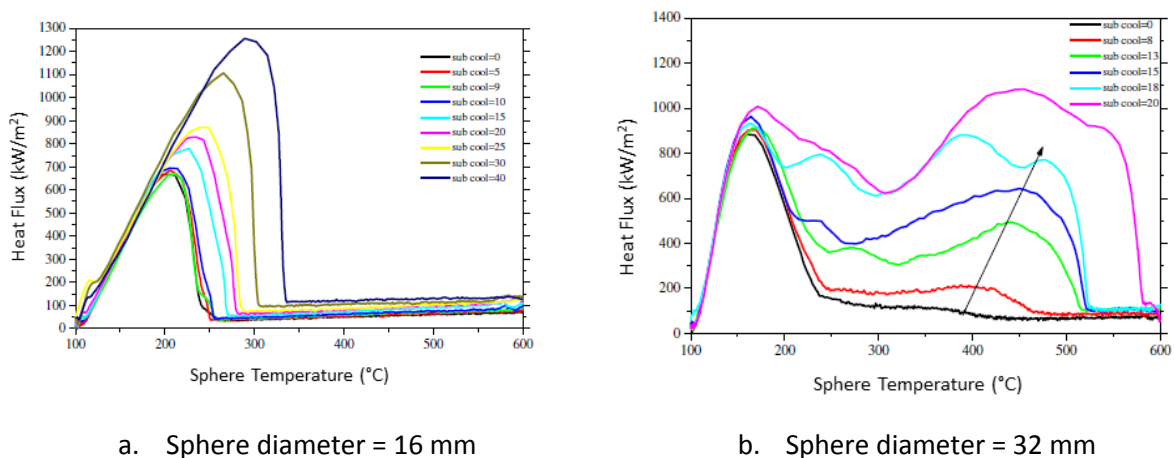 1300
1200
1100
1000
900
800
700
600
500
400
300
200
100
0
100 200 300 400 500 600
Heat Flux (kW/m²)
Sphere Temperature (°C)
sub cool=0
sub cool=5
sub cool=9
sub cool=10
sub cool=15
sub cool=20
sub cool=25
sub cool=30
sub cool=40
a. Sphere diameter = 16 mm
1400
1200
1000
800
600
400
200
0
100 200 300 400 500 600
Heat Flux (kW/m²)
Sphere Temperature (°C)
sub cool=0
sub cool=8
sub cool=13
sub cool=15
sub cool=18
sub cool=20
b. Sphere diameter = 32 mm